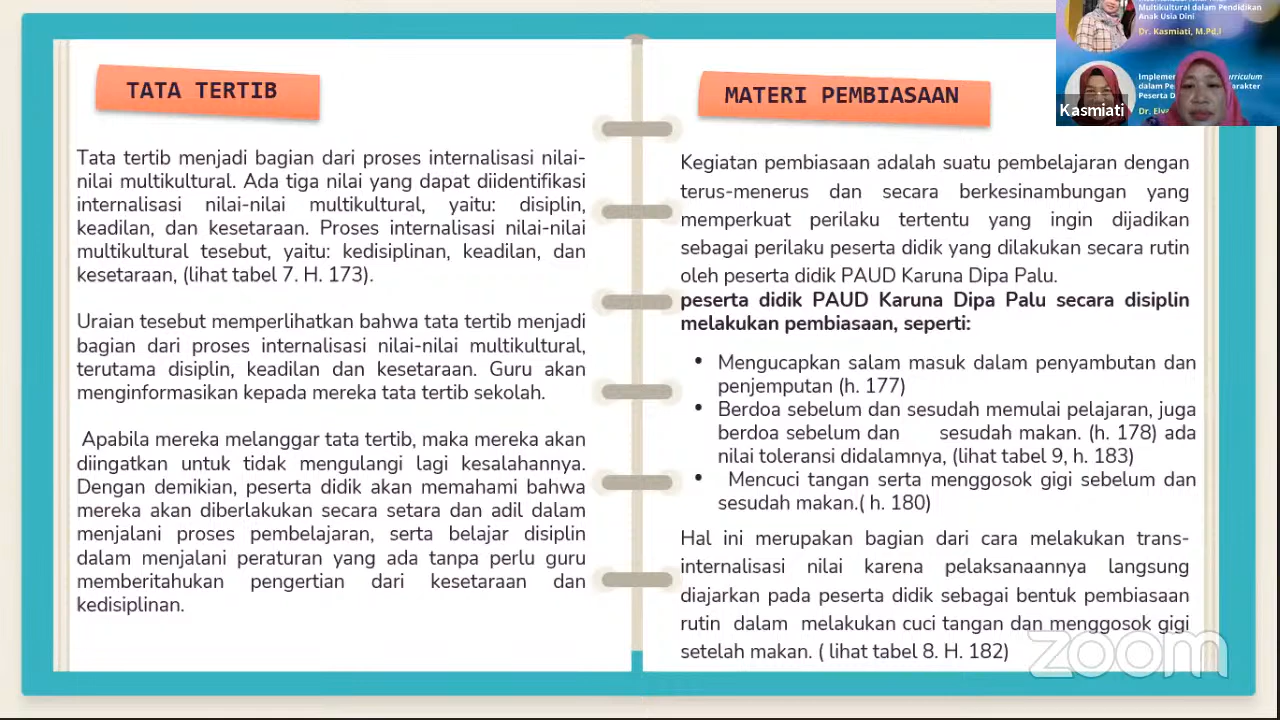 TATA TERTIB
Tata tertib menjadi bagian dari proses internalisasi nilai-
nilai multikultural. Ada tiga nilai yang dapat diidentifikasi
internalisasi nilai-nilai multikultural, yaitu: disiplin,
keadilan, dan kesetaraan. Proses internalisasi nilai-nilai
multikultural tesebut, yaitu: kedisiplinan, keadilan, dan
kesetaraan, (lihat tabel 7. H. 173).
Uraian tesebut memperlihatkan bahwa tata tertib menjadi
bagian dari proses internalisasi nilai-nilai multikultural,
terutama disiplin, keadilan dan kesetaraan. Guru akan
menginformasikan kepada mereka tata tertib sekolah.
Apabila mereka melanggar tata tertib, maka mereka akan
diingatkan untuk tidak mengulangi lagi kesalahannya.
Dengan demikian, peserta didik akan memahami bahwa
mereka akan diberlakukan secara setara dan adil dalam
menjalani proses pembelajaran, serta belajar disiplin
dalam menjalani peraturan yang ada tanpa perlu guru
memberitahukan pengertian dari kesetaraan dan
kedisiplinan.
MATERI PEMBIASAAN
Kegiatan pembiasaan adalah suatu pembelajaran dengan
terus-menerus dan secara berkesinambungan yang
memperkuat perilaku tertentu yang ingin dijadikan
sebagai perilaku peserta didik yang dilakukan secara rutin
oleh peserta didik PAUD Karuna Dipa Palu.
peserta didik PAUD Karuna Dipa Palu secara disiplin
melakukan pembiasaan, seperti:
• Mengucapkan salam masuk dalam penyambutan dan
penjemputan (h. 177)
• Berdoa sebelum dan sesudah memulai pelajaran, juga
berdoa sebelum dan sesudah makan. (h. 178) ada
nilai toleransi didalamnya, (lihat tabel 9, h. 183)
• Mencuci tangan serta menggosok gigi sebelum dan
sesudah makan.( h. 180)
Hal ini merupakan bagian dari cara melakukan trans-
internalisasi nilai karena pelaksanaannya langsung
diajarkan pada peserta didik sebagai bentuk pembiasaan
rutin dalam melakukan cuci tangan dan menggosok gigi
setelah makan. ( lihat tabel 8. H. 182)
Multikultural dalam Pendidikan
Anak Usia Dini
Dr. Kasmiati, M.Pd.I
dalam
Peserta
Dr.
Kasmiati
zoom